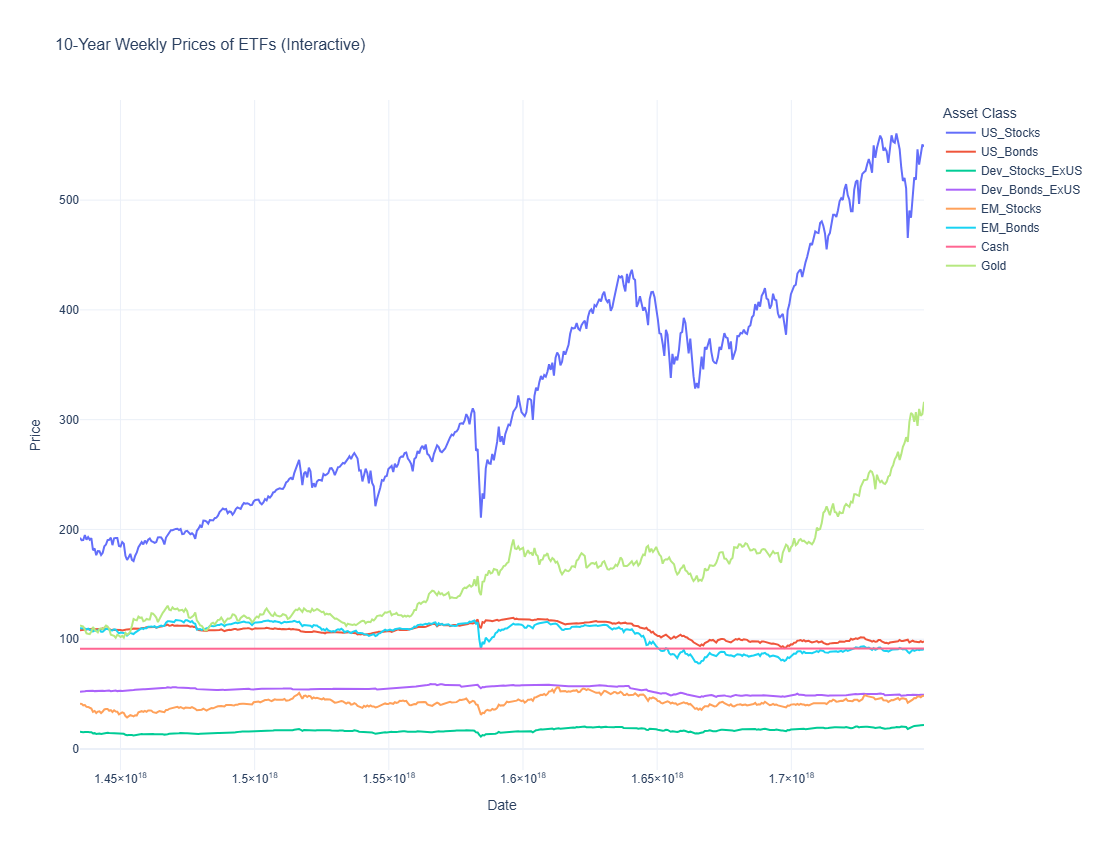 10-Year Weekly Prices of ETFs (Interactive)
Asset Class
US_Stocks
US_Bonds
Dev_Stocks_ExUS
Dev_Bonds_ExUS
EM_Stocks
EM_Bonds
Cash
Gold
Price
500
400
300
200
100
0
1.45×10¹⁸ 1.5×10¹⁸ 1.55×10¹⁸ 1.6×10¹⁸ 1.65×10¹⁸ 1.7×10¹⁸
Date